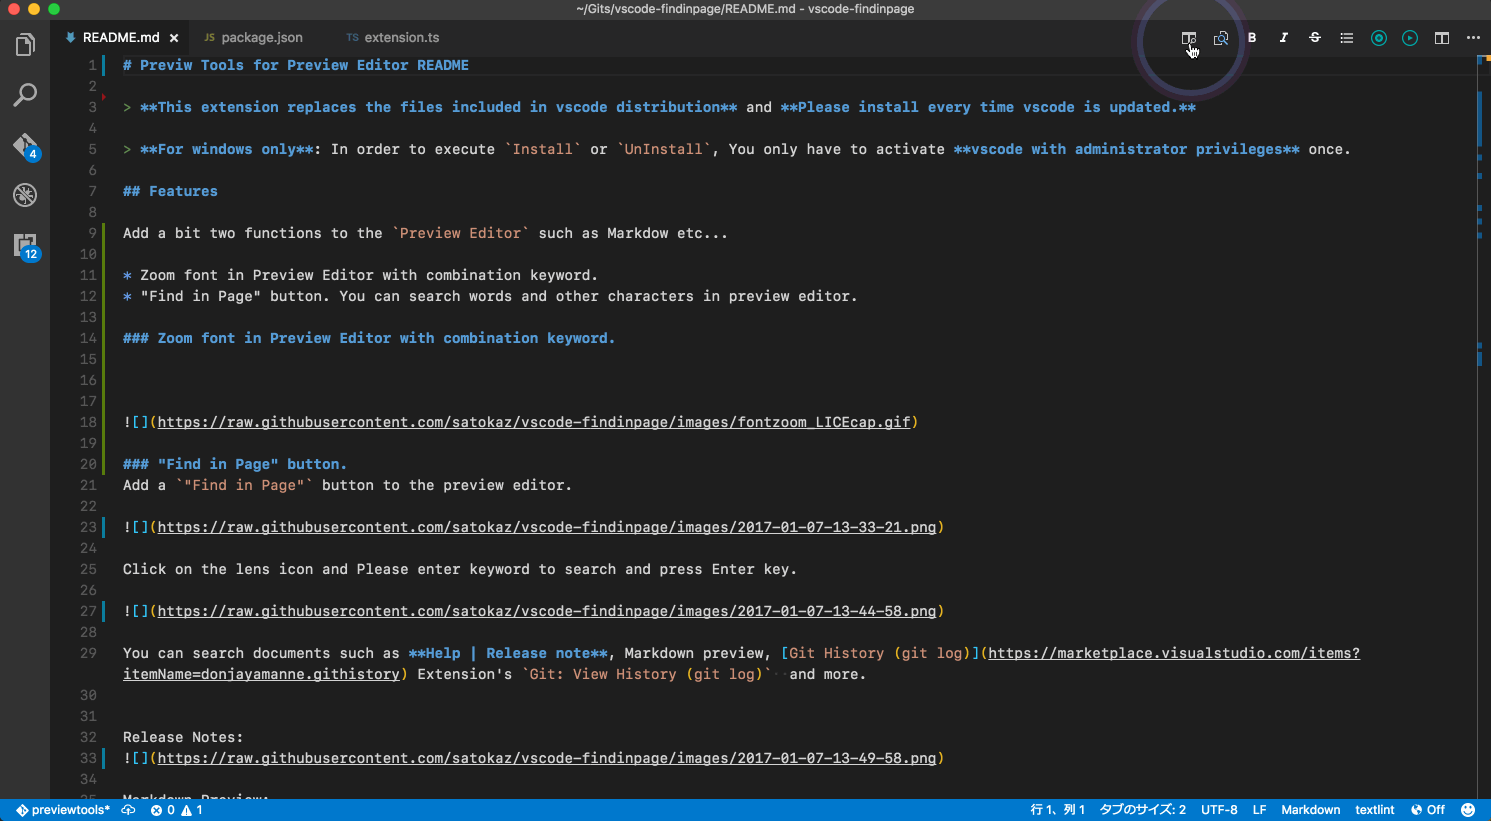 ~/Gits/vscode-findinpage/README.md - vscode-findinpage
README.md × JS package.json TS extension.ts B I S
4
12
1 # Previw Tools for Preview Editor README
2
3 > **This extension replaces the files included in vscode distribution** and **Please install every time vscode is updated.**
4
5 > **For windows only**: In order to execute `Install` or `UnInstall`, You only have to activate **vscode with administrator privileges** once.
6
7 ## Features
8
9 Add a bit two functions to the `Preview Editor` such as Markdow etc...
10
11 * Zoom font in Preview Editor with combination keyword.
12 * "Find in Page" button. You can search words and other characters in preview editor.
13
14 ### Zoom font in Preview Editor with combination keyword.
15
16
17
18 ![](https://raw.githubusercontent.com/satokaz/vscode-findinpage/images/fontzoom_LICEcap.gif)
19
20 ### "Find in Page" button.
21 Add a `"Find in Page"` button to the preview editor.
22
23 ![](https://raw.githubusercontent.com/satokaz/vscode-findinpage/images/2017-01-07-13-33-21.png)
24
25 Click on the lens icon and Please enter keyword to search and press Enter key.
26
27 ![](https://raw.githubusercontent.com/satokaz/vscode-findinpage/images/2017-01-07-13-44-58.png)
28
29 You can search documents such as **Help | Release note**, Markdown preview, [Git History (git log)](https://marketplace.visualstudio.com/items?
itemName=donjayamanne.githistory) Extension's `Git: View History (git log)`  and more.
30
31
32 Release Notes:
33 ![](https://raw.githubusercontent.com/satokaz/vscode-findinpage/images/2017-01-07-13-49-58.png)
34
35 Markdown Preview:
previewtools* 0 1 行 1、列 1 タブのサイズ: 2 UTF-8 LF Markdown textlint Off